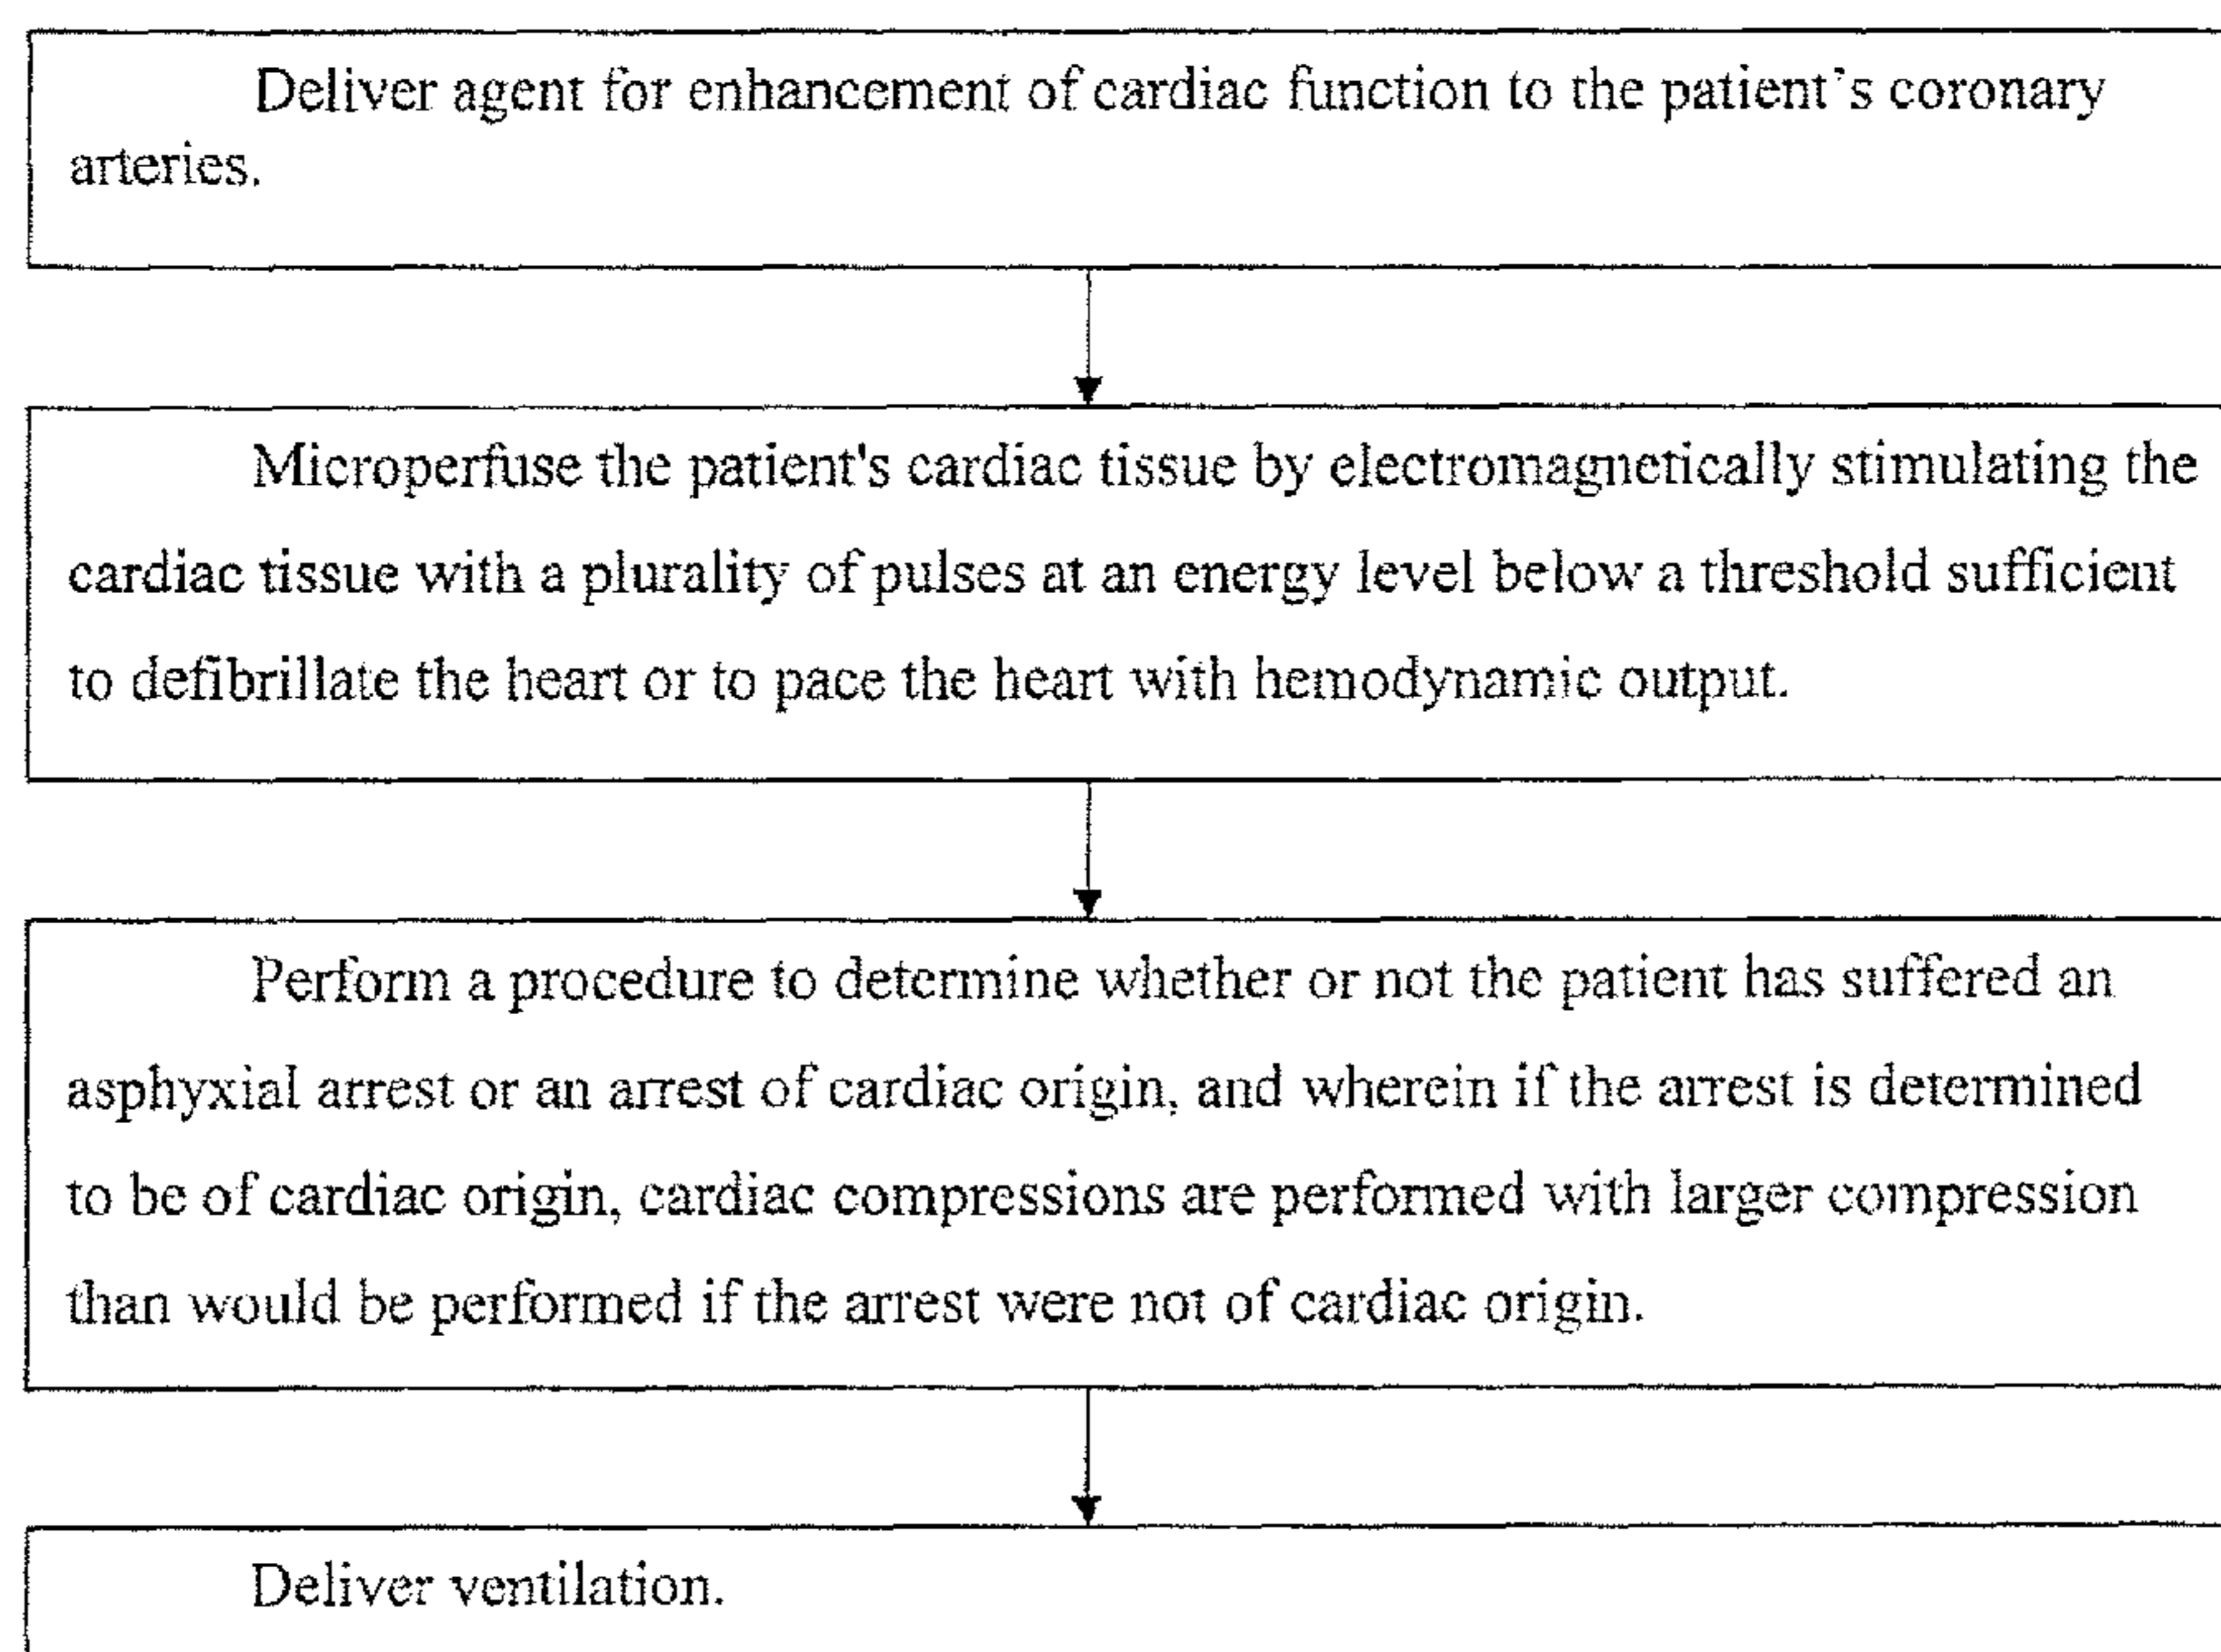 Deliver agent for enhancement of cardiac function to the patient's coronary
arteries.
Microperfuse the patient's cardiac tissue by electromagnetically stimulating the
cardiac tissue with a plurality of pulses at an energy level below a threshold sufficient
to defibrillate the heart or to pace the heart with hemodynamic output.
Perform a procedure to determine whether or not the patient has suffered an
asphyxial arrest or an arrest of cardiac origin, and wherein if the arrest is determined
to be of cardiac origin, cardiac compressions are performed with larger compression
than would be performed if the arrest were not of cardiac origin.
Deliver ventilation.